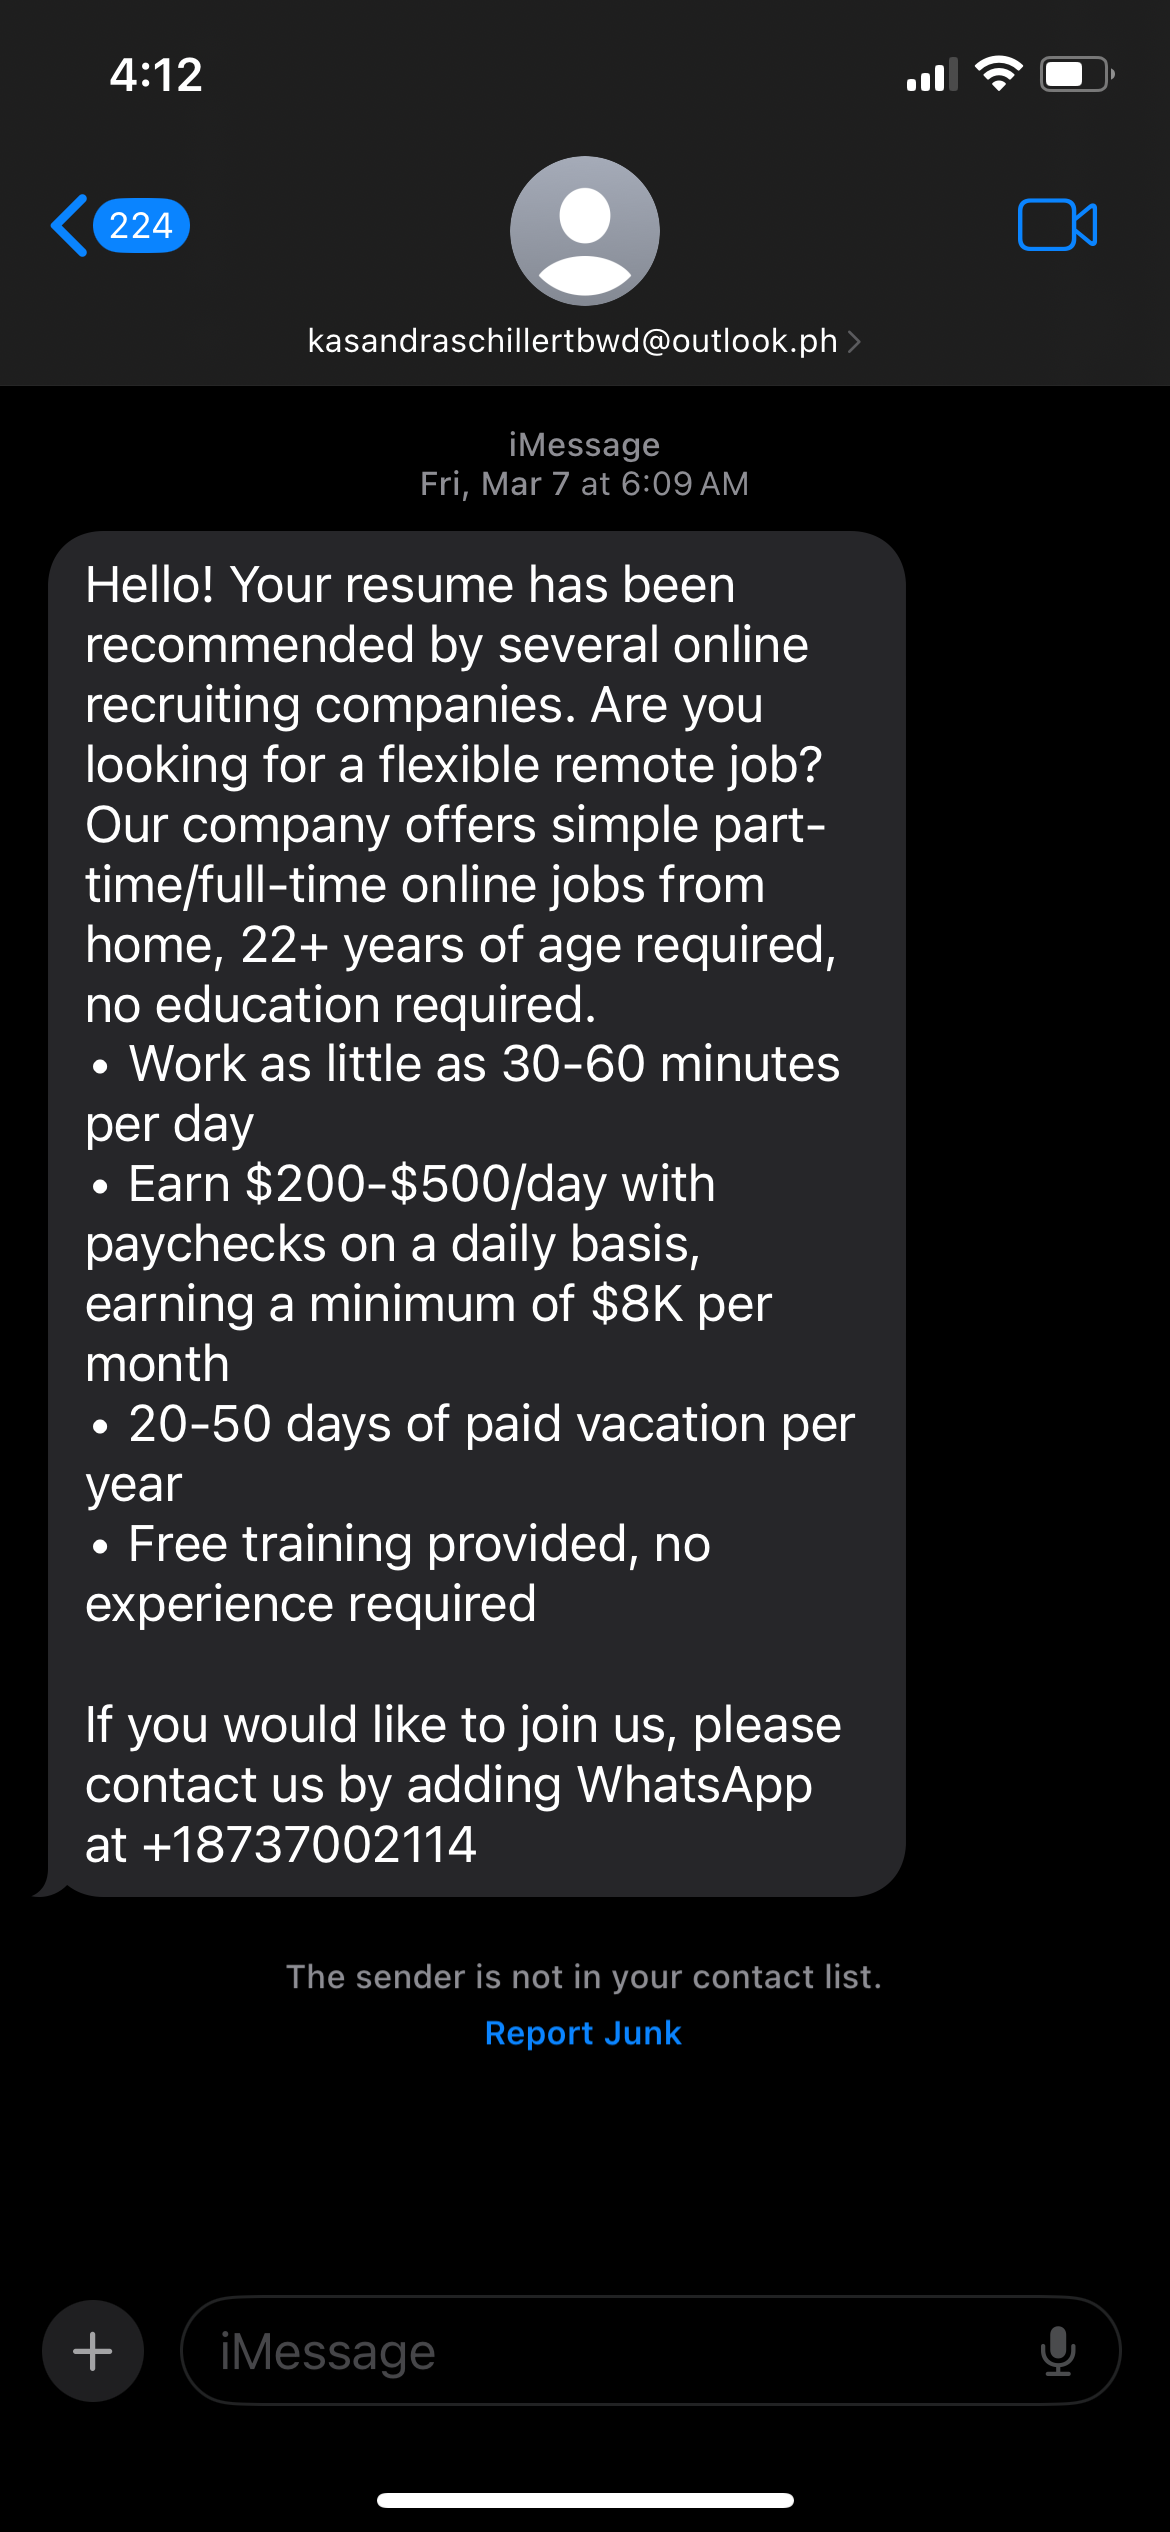 4:12
224
kasandraschillertbwd@outlook.ph
iMessage
Fri, Mar 7 at 6:09 AM
Hello! Your resume has been
recommended by several online
recruiting companies. Are you
looking for a flexible remote job?
Our company offers simple part-
time/full-time online jobs from
home, 22+ years of age required,
no education required.
• Work as little as 30-60 minutes
per day
• Earn $200-$500/day with
paychecks on a daily basis,
earning a minimum of $8K per
month
• 20-50 days of paid vacation per
year
• Free training provided, no
experience required
If you would like to join us, please
contact us by adding WhatsApp
at +18737002114
The sender is not in your contact list.
Report Junk
iMessage